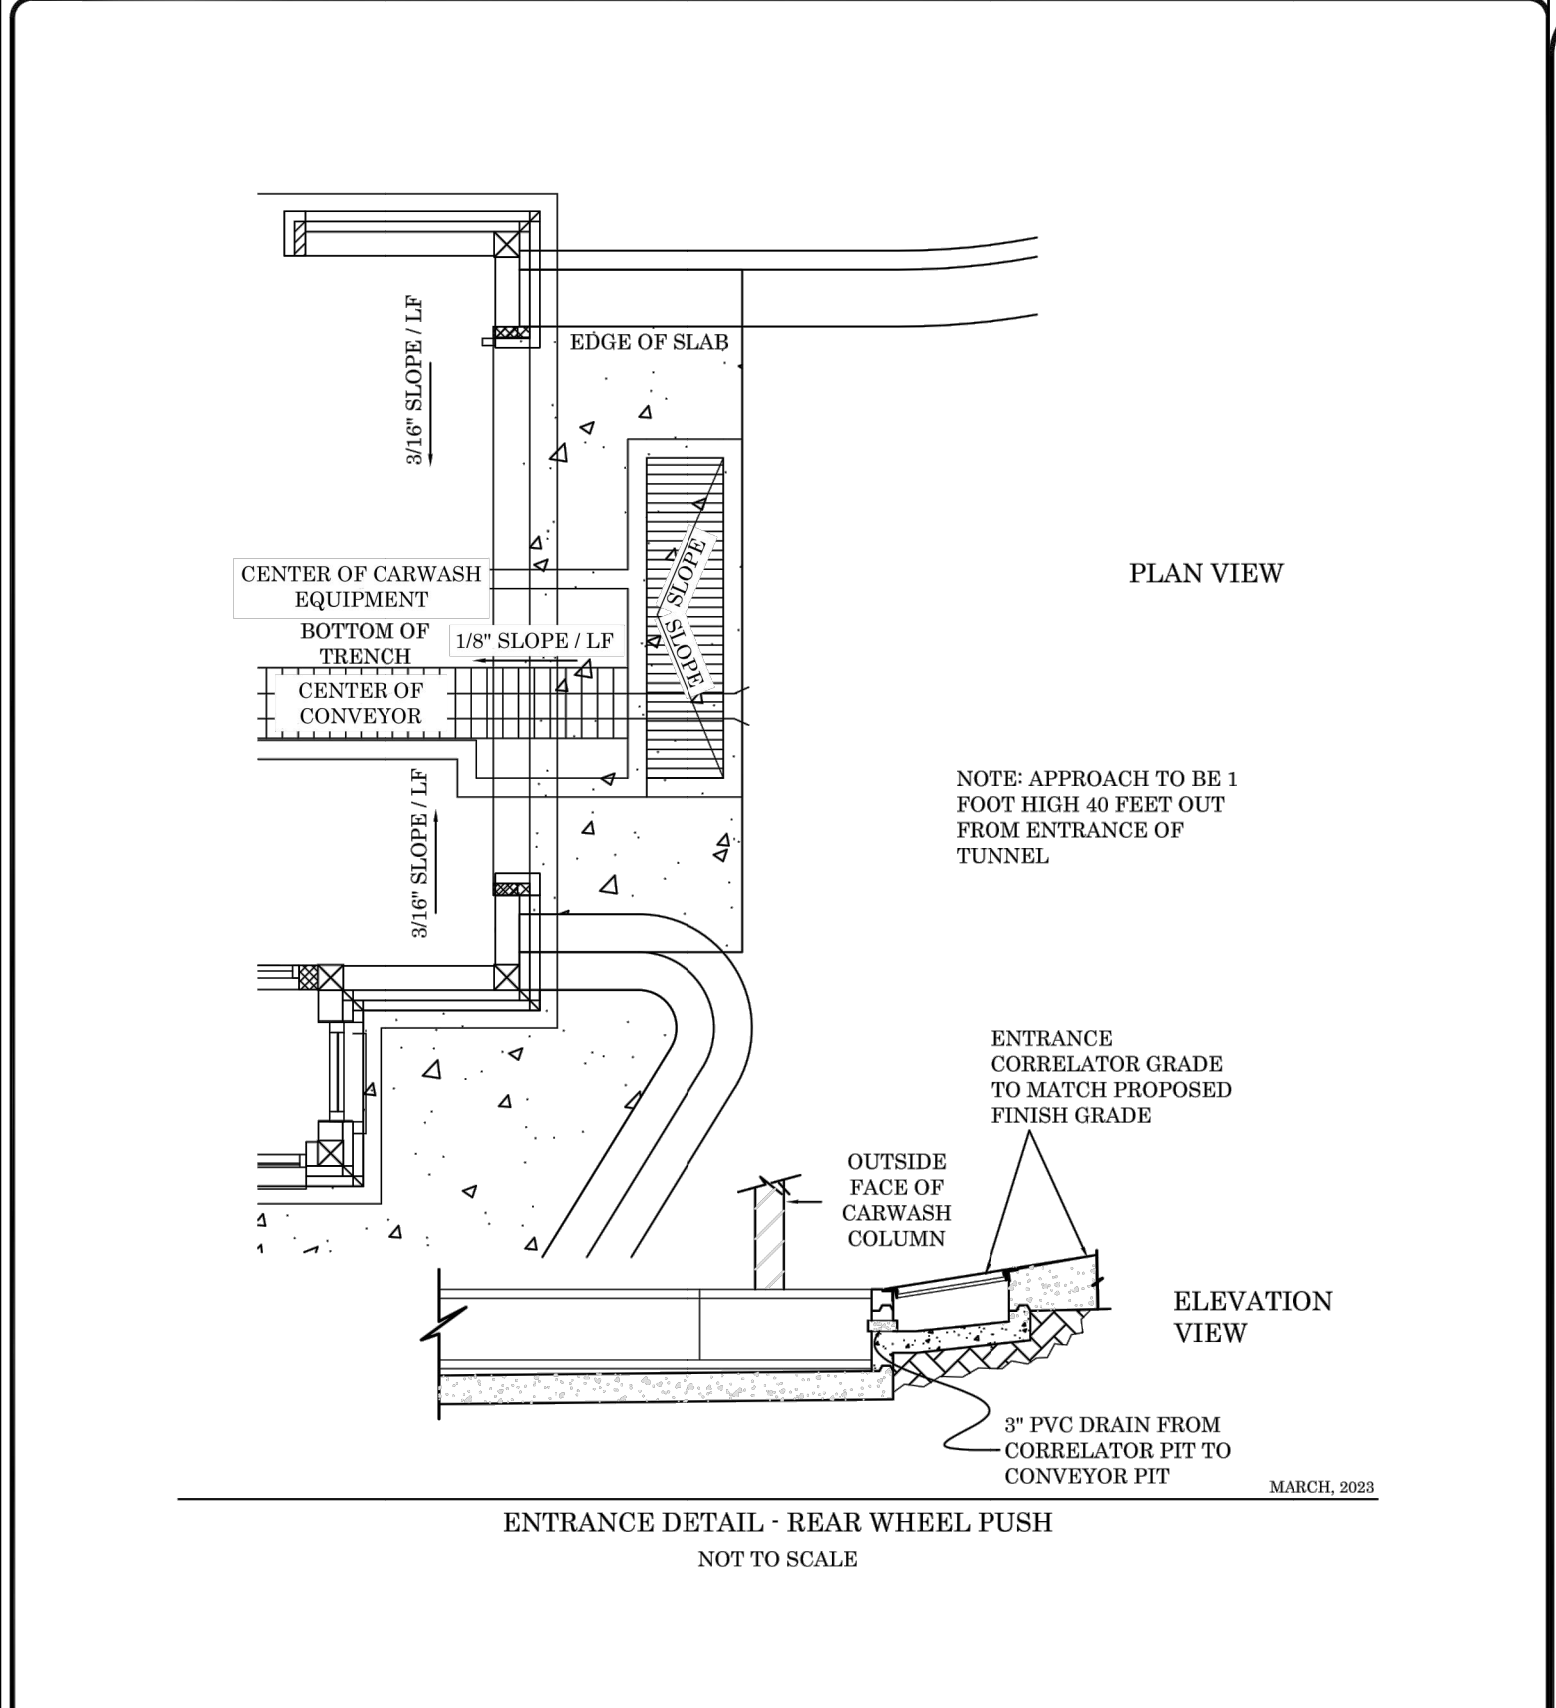 3/16" SLOPE / LF
EDGE OF SLAB
CENTER OF CARWASH
EQUIPMENT
BOTTOM OF
TRENCH
1/8" SLOPE / LF
CENTER OF
CONVEYOR
SLOPE
SLOPE
PLAN VIEW
3/16" SLOPE / LF
NOTE: APPROACH TO BE 1
FOOT HIGH 40 FEET OUT
FROM ENTRANCE OF
TUNNEL
ENTRANCE
CORRELATOR GRADE
TO MATCH PROPOSED
FINISH GRADE
OUTSIDE
FACE OF
CARWASH
COLUMN
ELEVATION
VIEW
3" PVC DRAIN FROM
CORRELATOR PIT TO
CONVEYOR PIT
MARCH, 2023
ENTRANCE DETAIL - REAR WHEEL PUSH
NOT TO SCALE